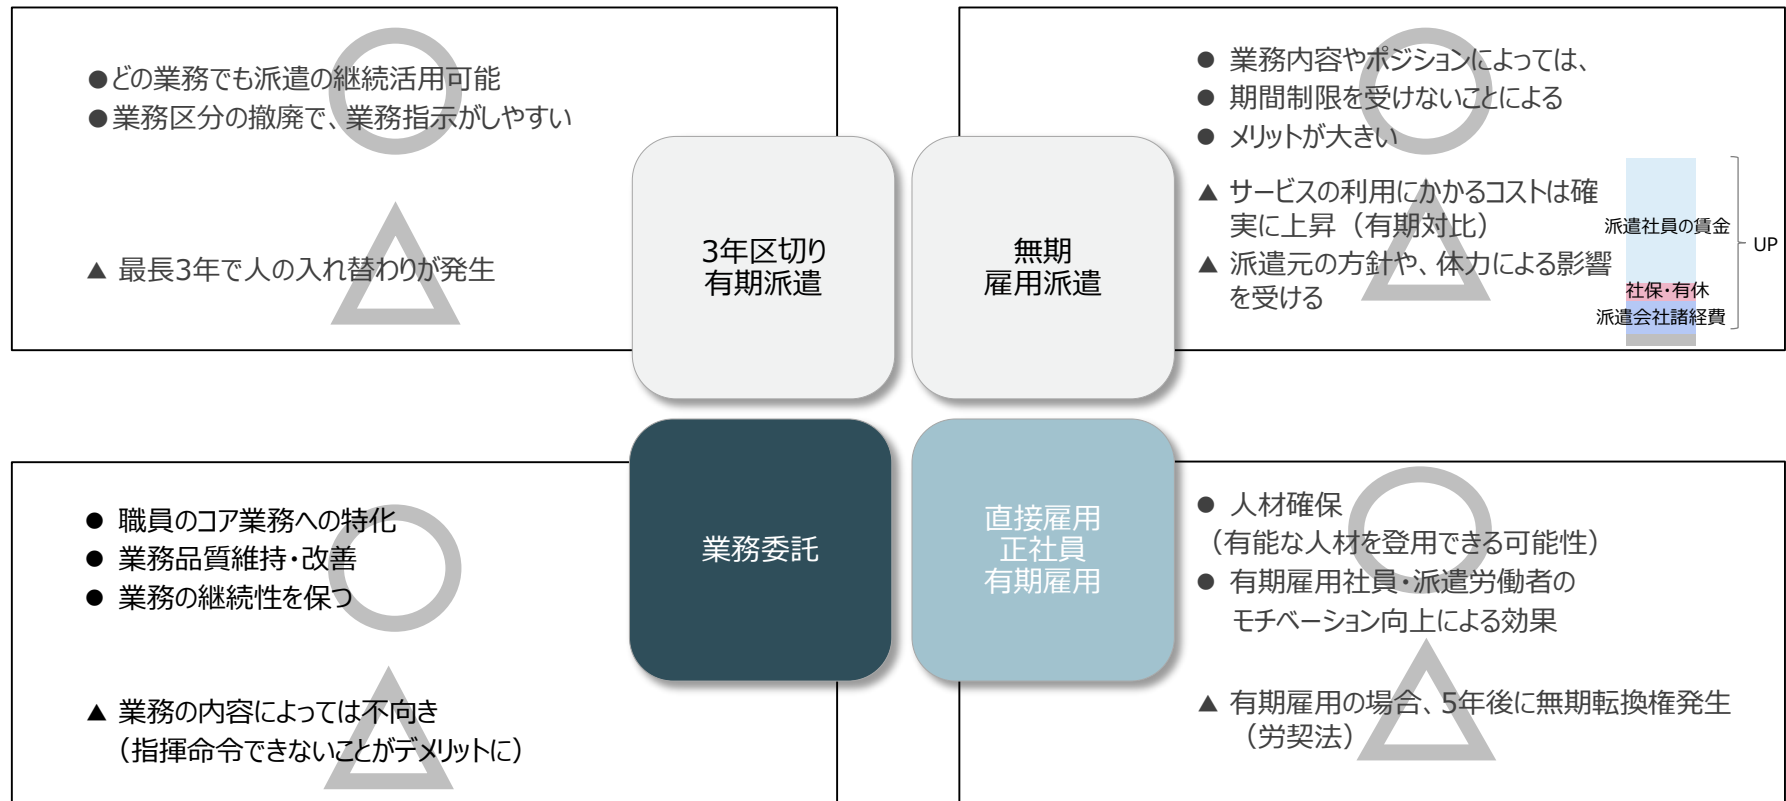 ●どの業務でも派遣の継続活用可能
●業務区分の撤廃で、業務指示がしやすい
▲ 最長3年で人の入れ替わりが発生
3年区切り
有期派遣
無期
雇用派遣
● 業務内容やポジションによっては、
● 期間制限を受けないことによる
● メリットが大きい
▲ サービスの利用にかかるコストは確
実に上昇（有期対比）
▲ 派遣元の方針や、体力による影響
を受ける
派遣社員の賃金
社保・有休
派遣会社諸経費
UP
● 職員のコア業務への特化
● 業務品質維持・改善
● 業務の継続性を保つ
▲ 業務の内容によっては不向き
（指揮命令できないことがデメリットに）
業務委託
直接雇用
正社員
有期雇用
● 人材確保
（有能な人材を登用できる可能性）
● 有期雇用社員・派遣労働者の
モチベーション向上による効果
▲ 有期雇用の場合、5年後に無期転換権発生
（労契法）